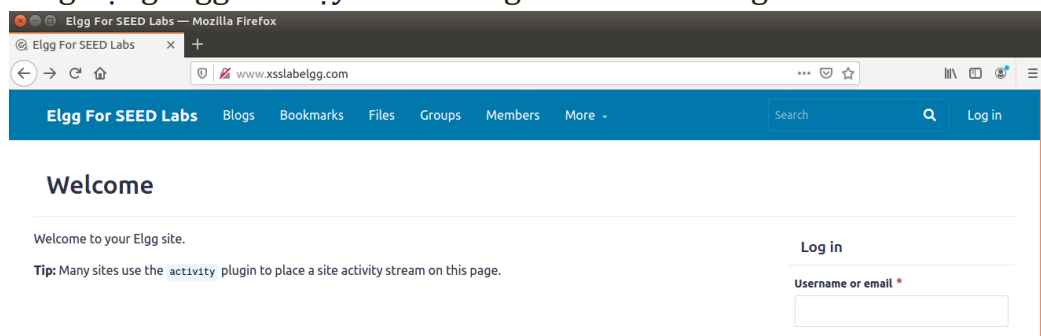 Elgg For SEED Labs — Mozilla Firefox
Elgg For SEED Labs
www.xsslabelgg.com
Elgg For SEED Labs Blogs Bookmarks Files Groups Members More Search Log in
Welcome
Welcome to your Elgg site.
Tip: Many sites use the activity plugin to place a site activity stream on this page.
Log in
Username or email *